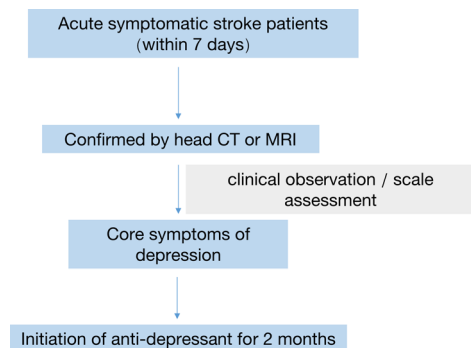 Acute symptomatic stroke patients
(within 7 days)
Confirmed by head CT or MRI
clinical observation / scale
assessment
Core symptoms of
depression
Initiation of anti-depressant for 2 months